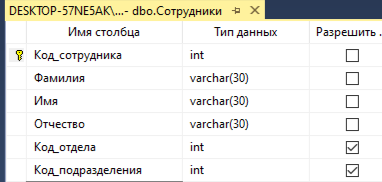 DESKTOP-57NE5AK\...- dbo.Сотрудники
Имя столбца Тип данных Разрешить ...
Код_сотрудника int
Фамилия varchar(30)
Имя varchar(30)
Отчество varchar(30)
Код_отдела int
Код_подразделения int